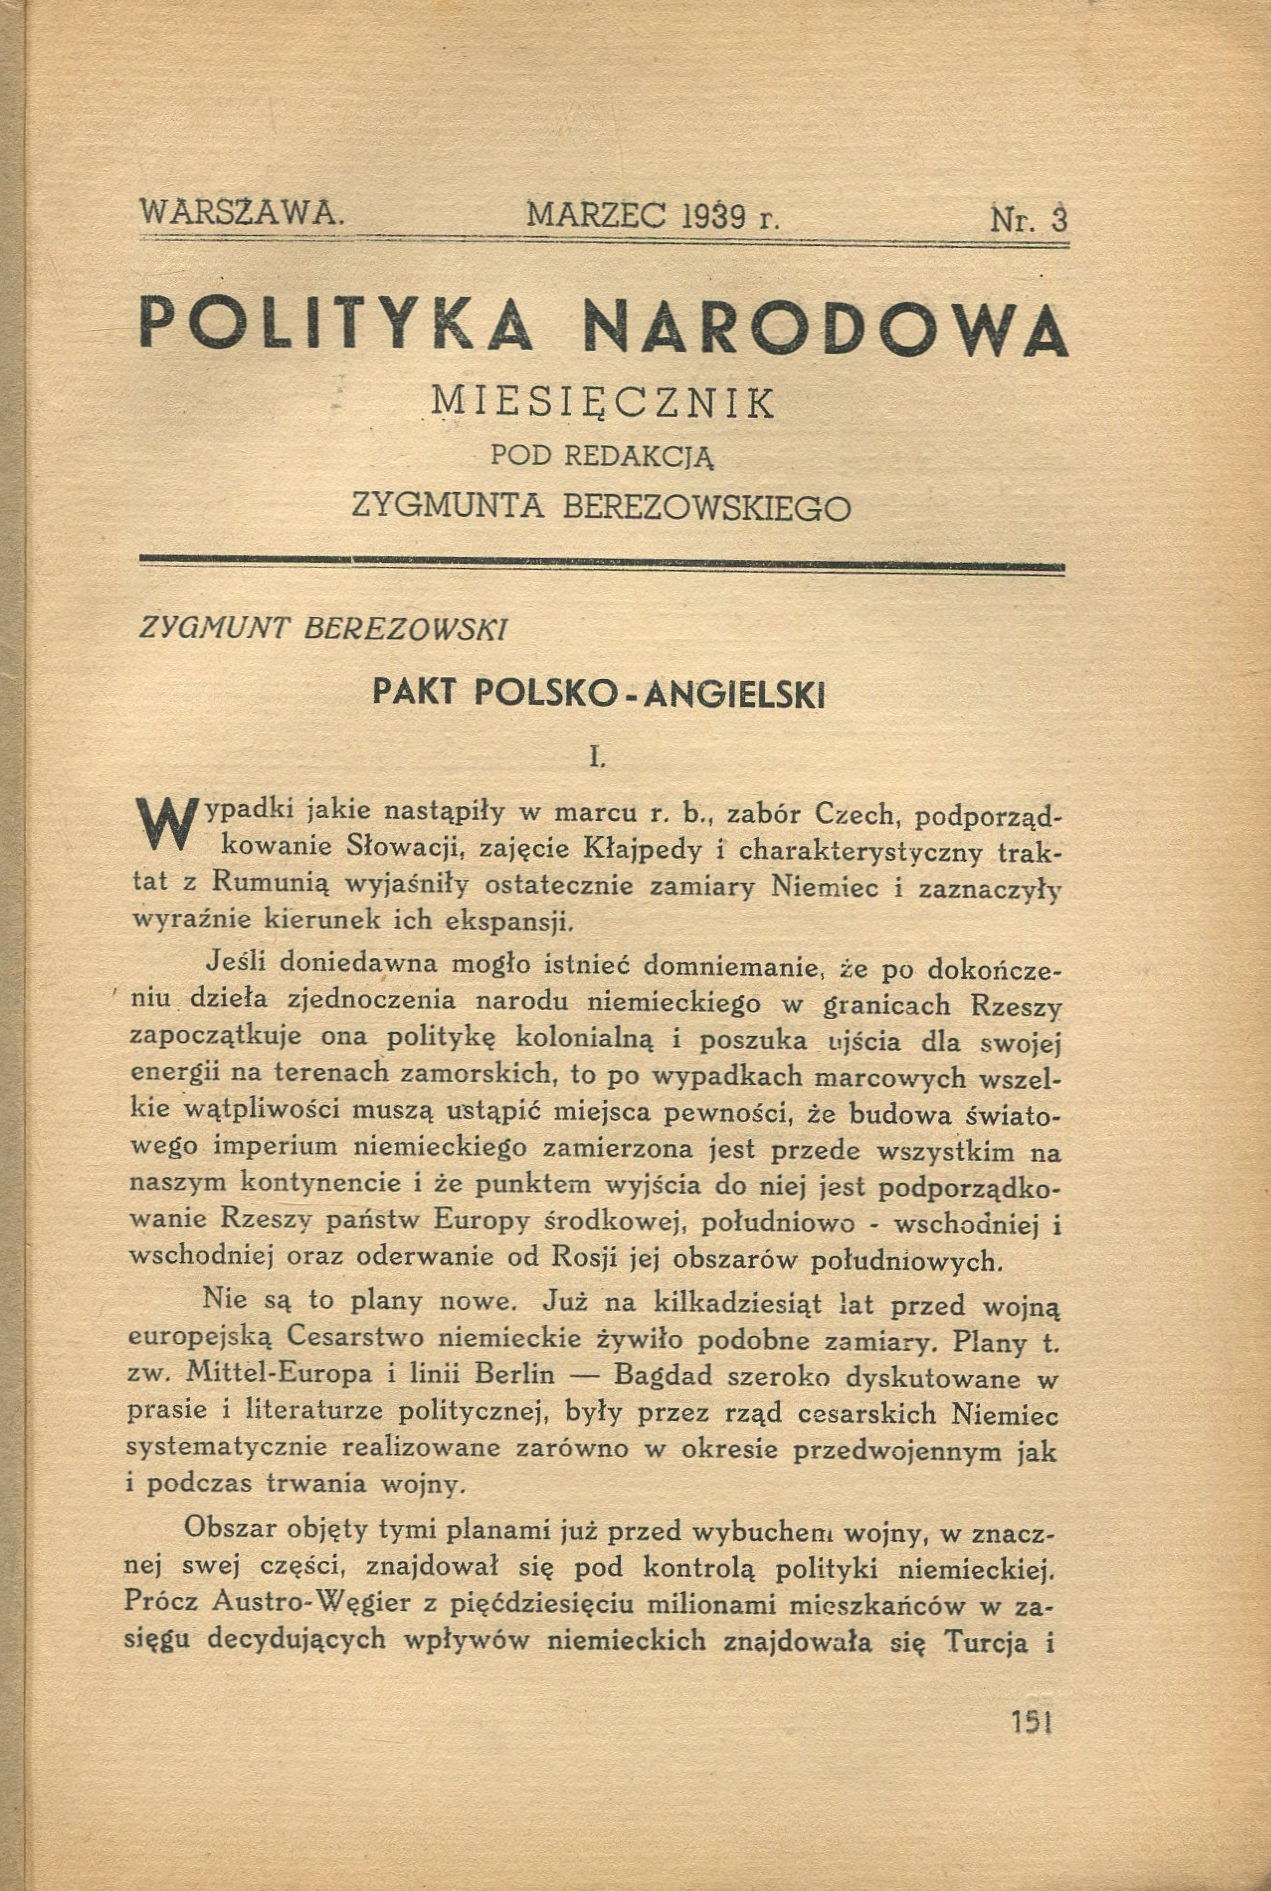 WARSZAWA. MARZEC 1939 r. Nr. 3
POLITYKA NARODOWA
MIESIĘCZNIK
POD REDAKCJĄ
ZYGMUNTA BEREZOWSKIEGO
ZYGMUNT BEREZOWSKI
PAKT POLSKO-ANGIELSKI
I.
Wypadki jakie nastąpiły w marcu r. b., zabór Czech, podporząd-
kowanie Słowacji, zajęcie Kłajpedy i charakterystyczny trak-
tat z Rumunią wyjaśniły ostatecznie zamiary Niemiec i zaznaczyły
wyraźnie kierunek ich ekspansji.
Jeśli doniedawna mogło istnieć domniemanie, że po dokończe-
niu dzieła zjednoczenia narodu niemieckiego w granicach Rzeszy
zapoczątkuje ona politykę kolonialną i poszuka ujścia dla swojej
energii na terenach zamorskich, to po wypadkach marcowych wszel-
kie wątpliwości muszą ustąpić miejsca pewności, że budowa świato-
wego imperium niemieckiego zamierzona jest przede wszystkim na
naszym kontynencie i że punktem wyjścia do niej jest podporządko-
wanie Rzeszy państw Europy środkowej, południowo - wschodniej i
wschodniej oraz oderwanie od Rosji jej obszarów południowych.
Nie są to plany nowe. Już na kilkadziesiąt lat przed wojną
europejską Cesarstwo niemieckie żywiło podobne zamiary. Plany t.
zw. Mittel-Europa i linii Berlin — Bagdad szeroko dyskutowane w
prasie i literaturze politycznej, były przez rząd cesarskich Niemiec
systematycznie realizowane zarówno w okresie przedwojennym jak
i podczas trwania wojny.
Obszar objęty tymi planami już przed wybuchem wojny, w znacz-
nej swej części, znajdował się pod kontrolą polityki niemieckiej.
Prócz Austro-Węgier z pięćdziesięciu milionami mieszkańców w za-
sięgu decydujących wpływów niemieckich znajdowała się Turcja i
151